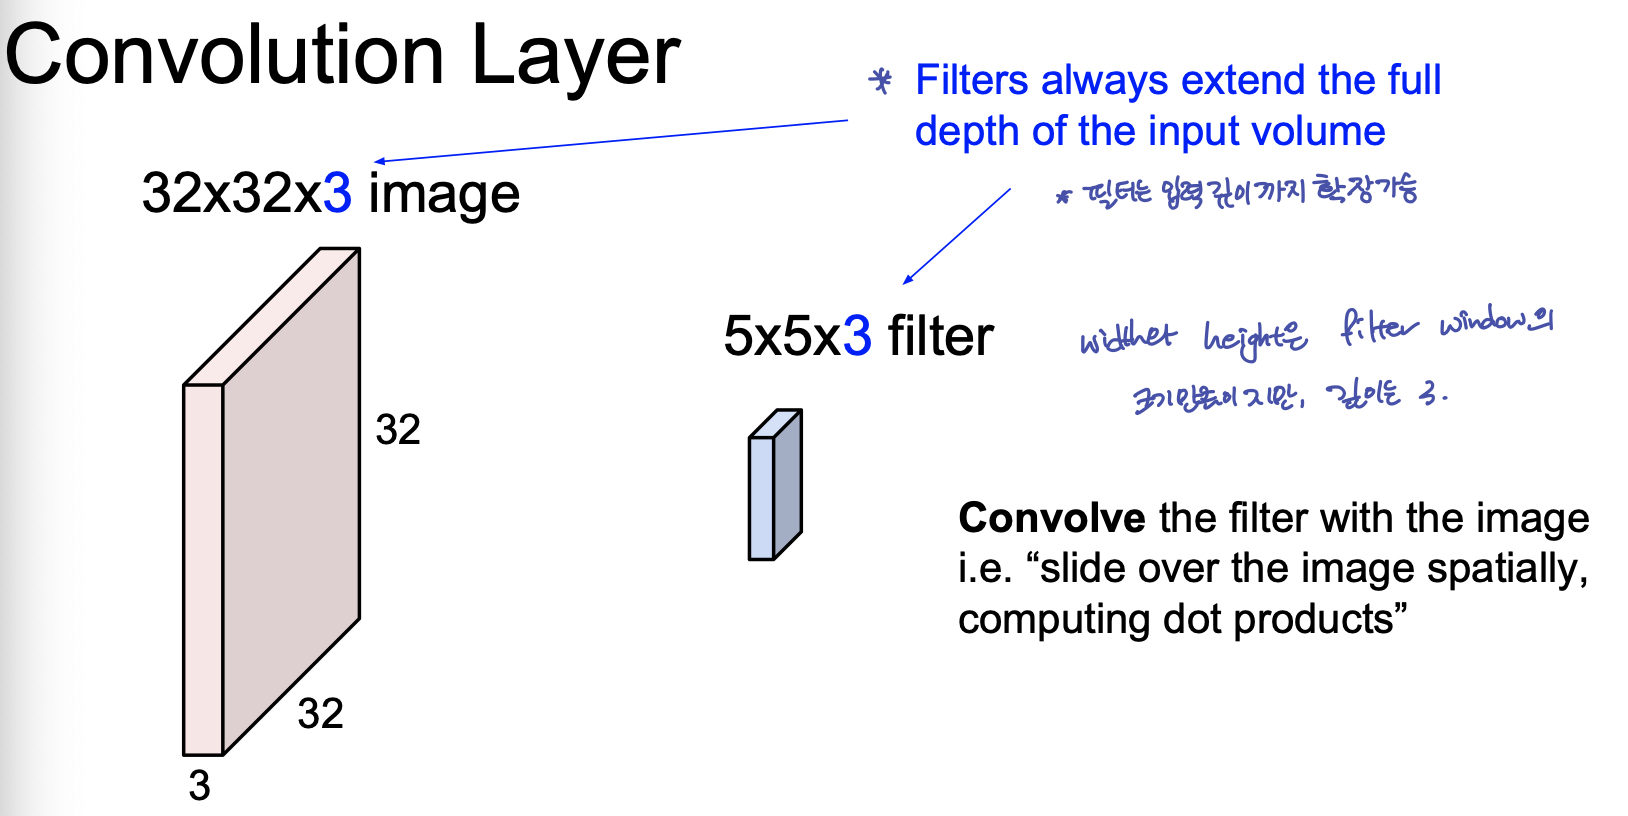 Convolution Layer
* Filters always extend the full
depth of the input volume
* 필터는 입력 깊이까지 확장가능
32x32x3 image
5x5x3 filter
width와 height은 filter window의
크기만큼이지만, 깊이는 3.
32
32
3
Convolve the filter with the image
i.e. “slide over the image spatially,
computing dot products”